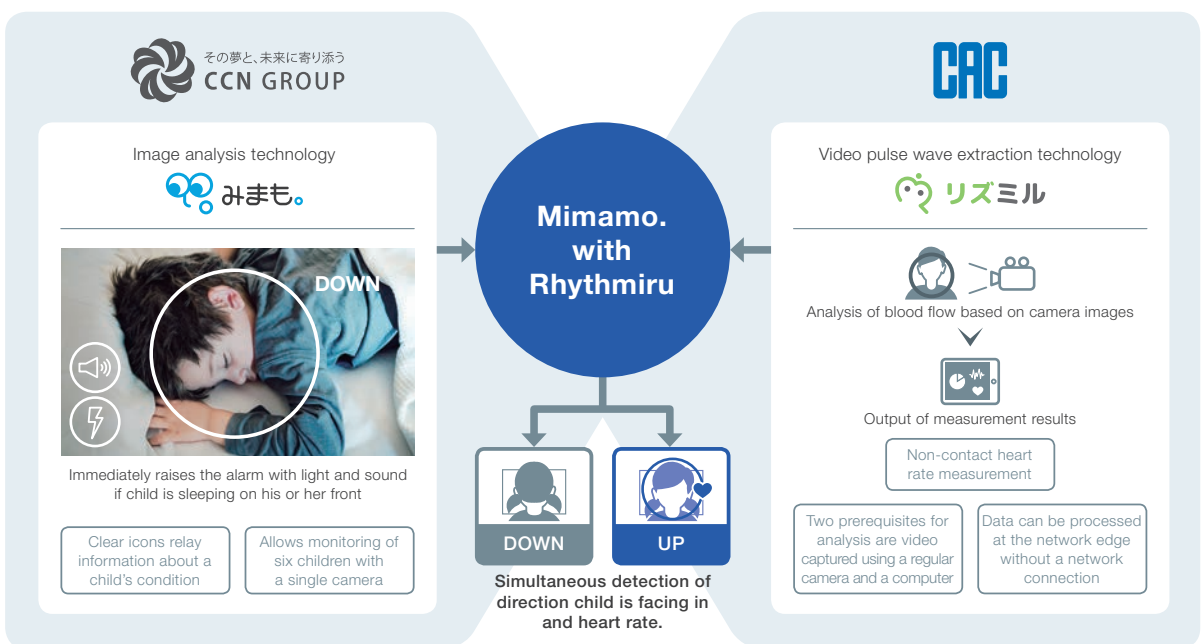 その夢と、未来に寄り添う
CCN GROUP
Image analysis technology
みまも。
DOWN
Immediately raises the alarm with light and sound
if child is sleeping on his or her front
Clear icons relay
information about a
child's condition
Allows monitoring of
six children with
a single camera
Mimamo.
with
Rhythmiru
DOWN
UP
Simultaneous detection of
direction child is facing in
and heart rate.
CAC
Video pulse wave extraction technology
リズミル
Analysis of blood flow based on camera images
Output of measurement results
Non-contact heart
rate measurement
Two prerequisites for
analysis are video
captured using a regular
camera and a computer
Data can be processed
at the network edge
without a network
connection